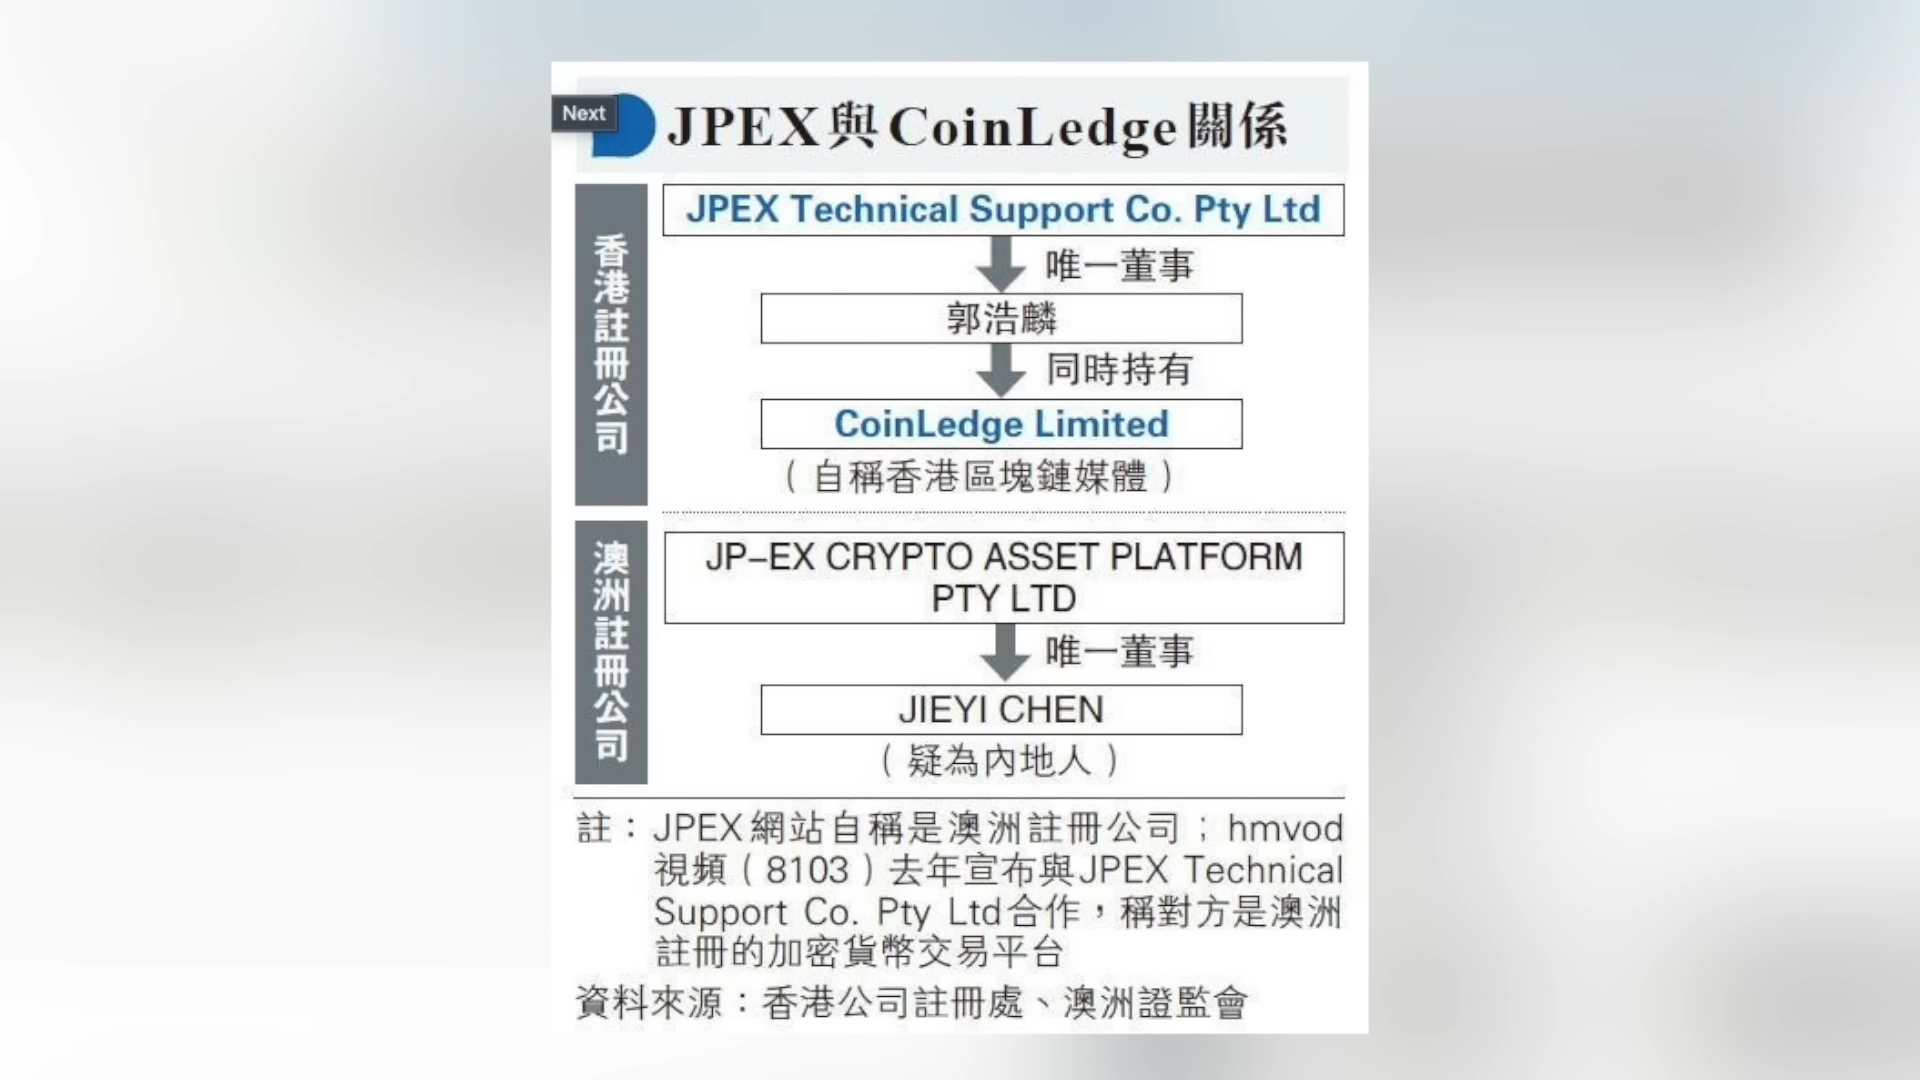 Next
JPEX與CoinLedge關係
香港註冊公司
JPEX Technical Support Co. Pty Ltd
唯一董事
郭浩麟
同時持有
CoinLedge Limited
（自稱香港區塊鏈媒體）
澳洲註冊公司
JP–EX CRYPTO ASSET PLATFORM
PTY LTD
唯一董事
JIEYI CHEN
（疑為內地人）
註：JPEX網站自稱是澳洲註冊公司；hmvod
視頻（8103）去年宣布與JPEX Technical
Support Co. Pty Ltd合作，稱對方是澳洲
註冊的加密貨幣交易平台
資料來源：香港公司註冊處、澳洲證監會